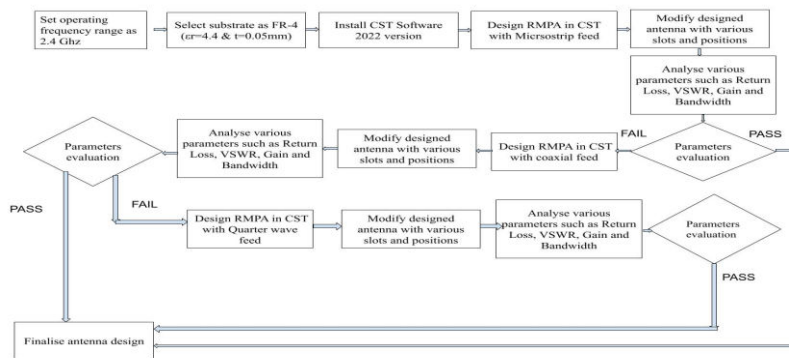 Set operating
frequency range as
2.4 Ghz
Select substrate as FR-4
(εr=4.4 & t=0.05mm)
Install CST Software
2022 version
Design RMPA in CST
with Micrsostrip feed
Modify designed
antenna with various
slots and positions
Analyse various
parameters such as Return
Loss, VSWR, Gain and
Bandwidth
Parameters
evaluation
FAIL
PASS
Design RMPA in CST
with coaxial feed
Modify designed
antenna with various
slots and positions
Analyse various
parameters such as Return
Loss, VSWR, Gain and
Bandwidth
Parameters
evaluation
PASS
FAIL
Design RMPA in CST
with Quarter wave
feed
Modify designed
antenna with various
slots and positions
Analyse various
parameters such as Return
Loss, VSWR, Gain and
Bandwidth
Parameters
evaluation
PASS
Finalise antenna design